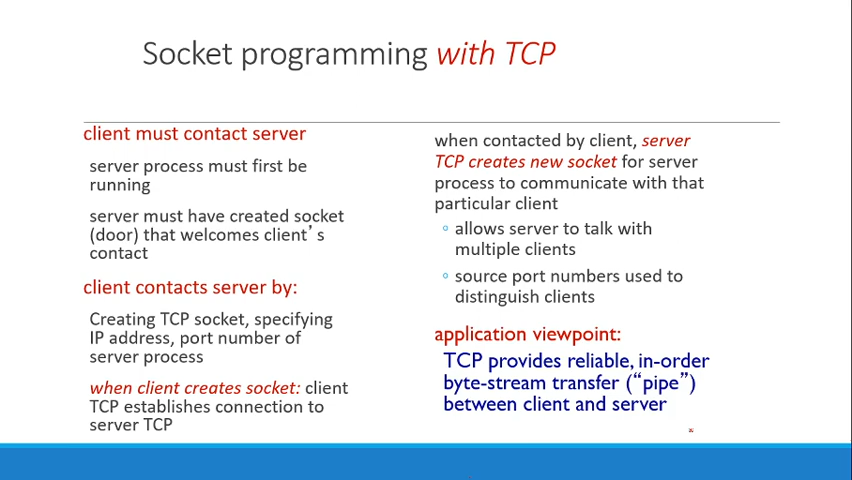 Socket programming with TCP
client must contact server
server process must first be
running
server must have created socket
(door) that welcomes client's
contact
client contacts server by:
Creating TCP socket, specifying
IP address, port number of
server process
when client creates socket: client
TCP establishes connection to
server TCP
when contacted by client, server
TCP creates new socket for server
process to communicate with that
particular client
◦ allows server to talk with
multiple clients
◦ source port numbers used to
distinguish clients
application viewpoint:
TCP provides reliable, in-order
byte-stream transfer (“pipe”)
between client and server